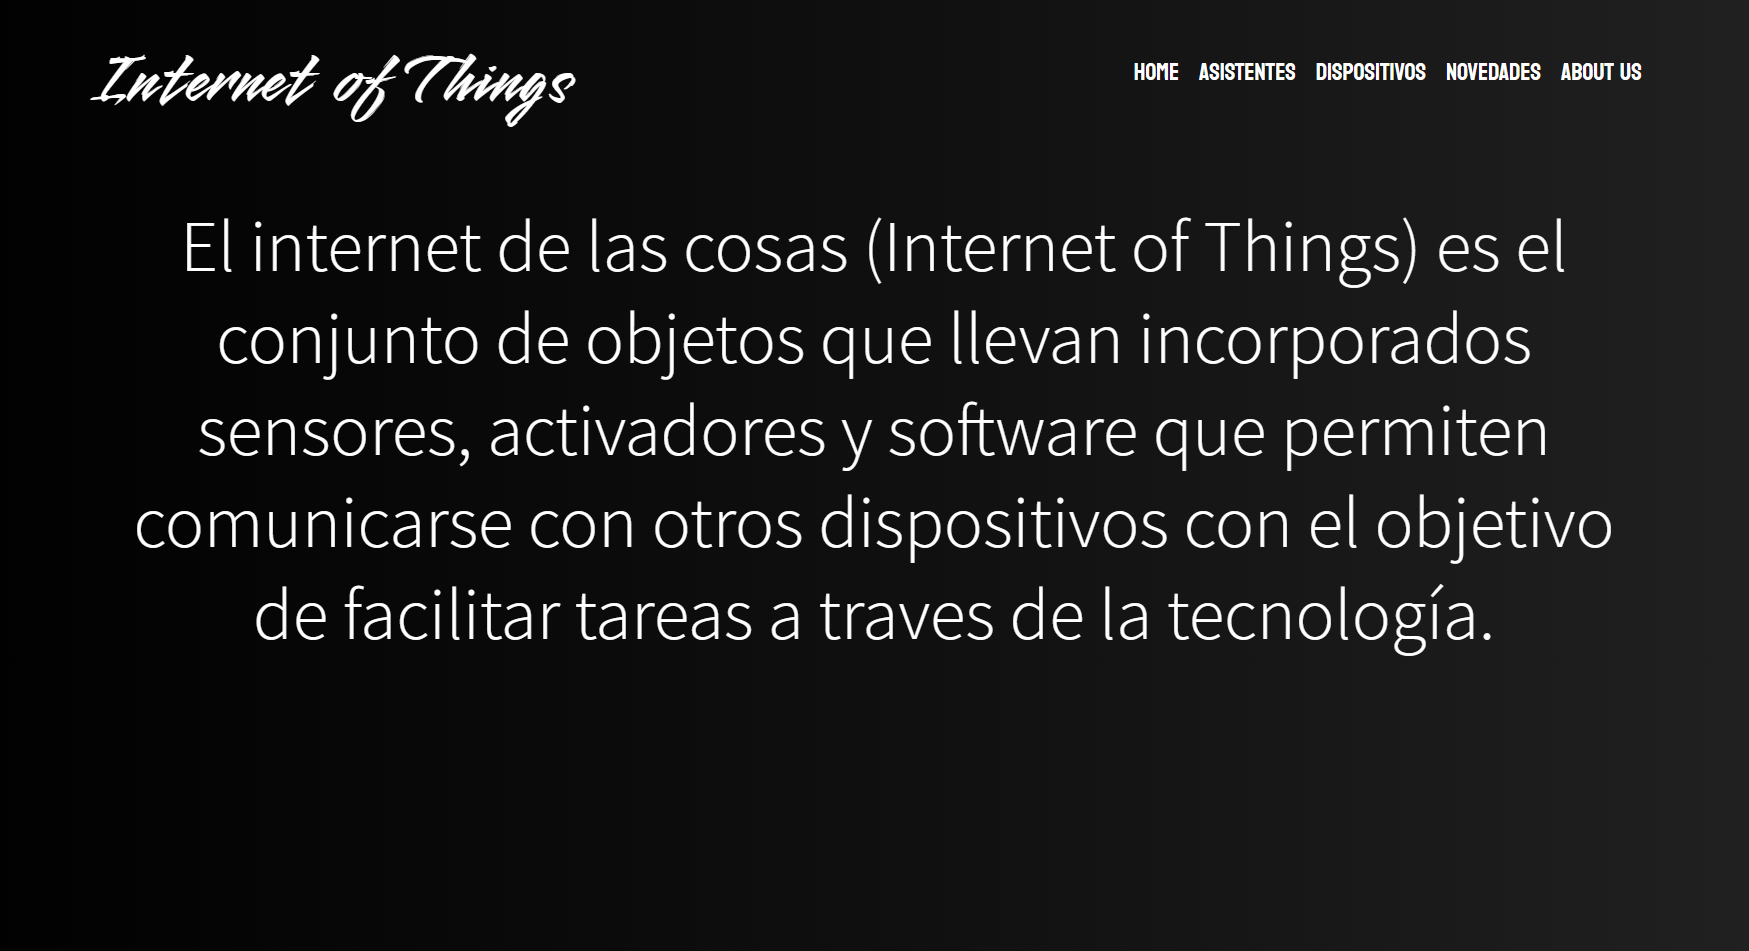 Internet of Things
HOME ASISTENTES DISPOSITIVOS NOVEDADES ABOUT US
El internet de las cosas (Internet of Things) es el
conjunto de objetos que llevan incorporados
sensores, activadores y software que permiten
comunicarse con otros dispositivos con el objetivo
de facilitar tareas a traves de la tecnología.